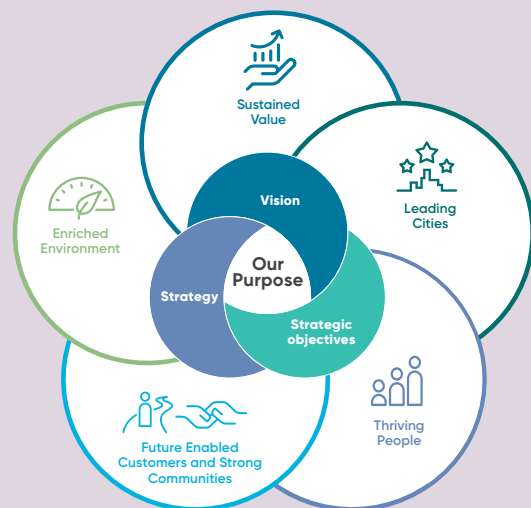 Sustained
Value
Leading
Cities
Vision
Enriched
Environment
Our
Purpose
Strategy
Strategic
objectives
Thriving
People
Future Enabled
Customers and Strong
Communities